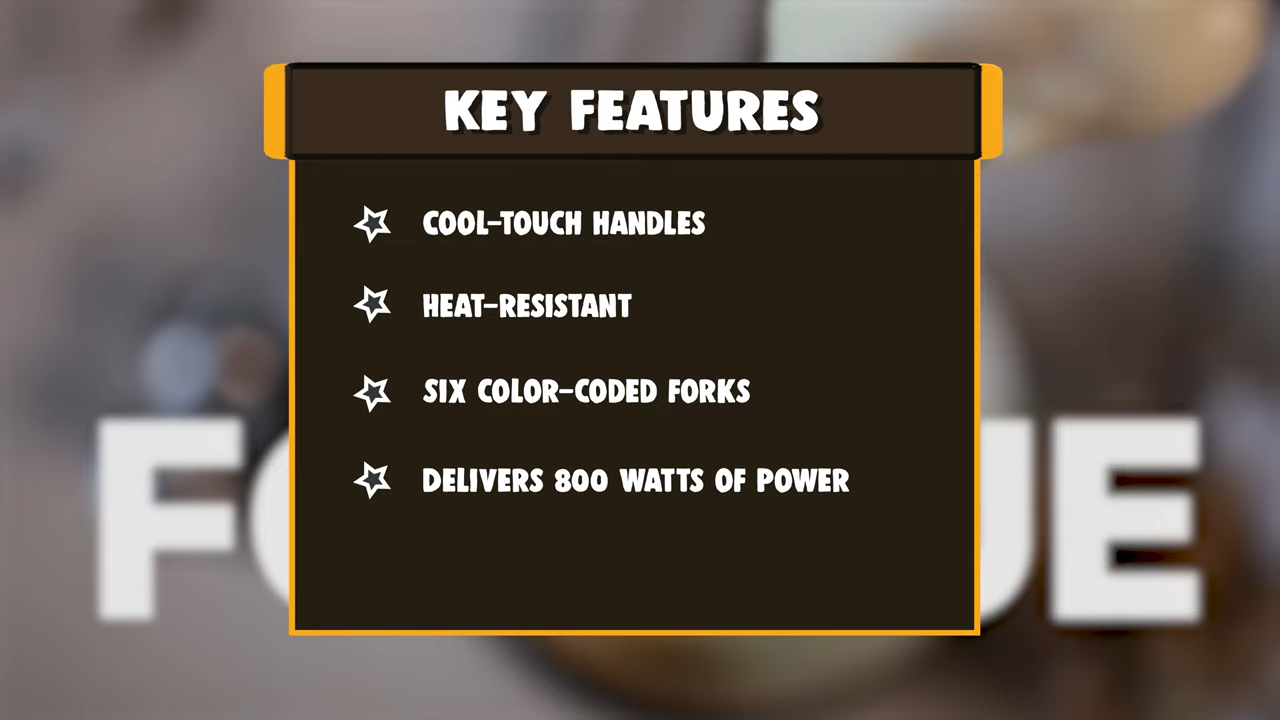 KEY FEATURES
COOL-TOUCH HANDLES
HEAT-RESISTANT
SIX COLOR-CODED FORKS
DELIVERS 800 WATTS OF POWER